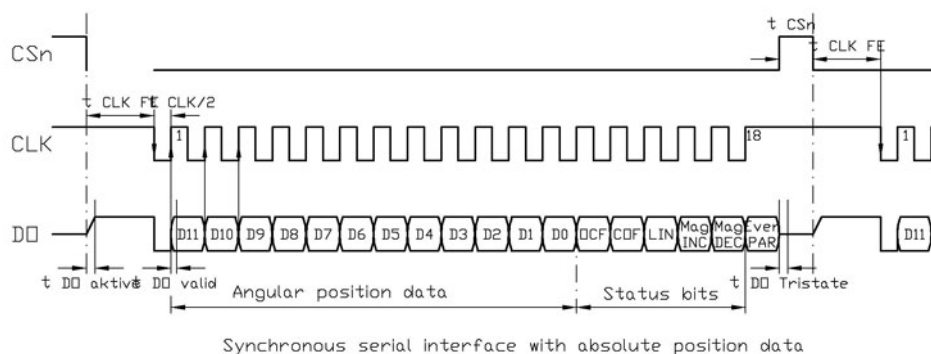 t CSn
CSn
t CLK FE
t CLK FE t CLK/2
CLK
1
18
1
DO
D11 D10 D9 D8 D7 D6 D5 D4 D3 D2 D1 D0 OCF COF LIN Mag INC Mag DEC Ever PAR
D11
t DO aktive t DO valid
t DO Tristate
Angular position data
Status bits
Synchronous serial interface with absolute position data